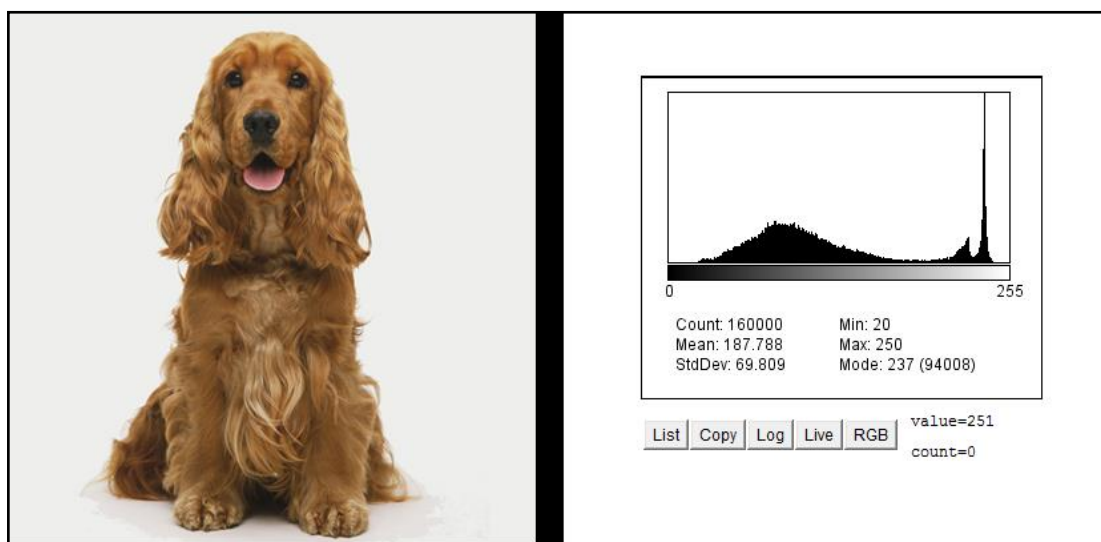 0 255
Count: 160000 Min: 20
Mean: 187.788 Max: 250
StdDev: 69.809 Mode: 237 (94008)
List Copy Log Live RGB value=251
count=0